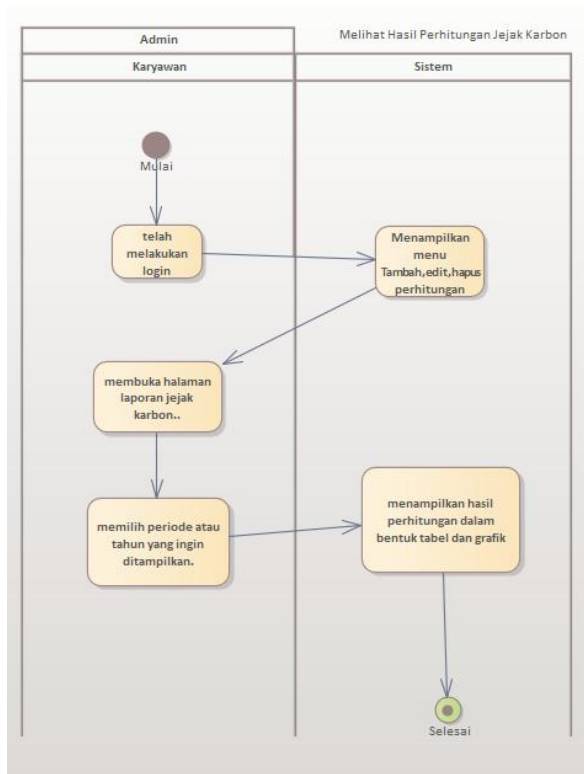 Admin
Melihat Hasil Perhitungan Jejak Karbon
Karyawan
Sistem
Mulai
telah
melakukan
login
Menampilkan
menu
Tambah,edit,hapus
perhitungan
membuka halaman
laporan jejak
karbon..
memilih periode atau
tahun yang ingin
ditampilkan.
menampilkan hasil
perhitungan dalam
bentuk tabel dan grafik
Selesai